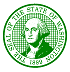 THE SEAL OF THE STATE OF WASHINGTON
1889